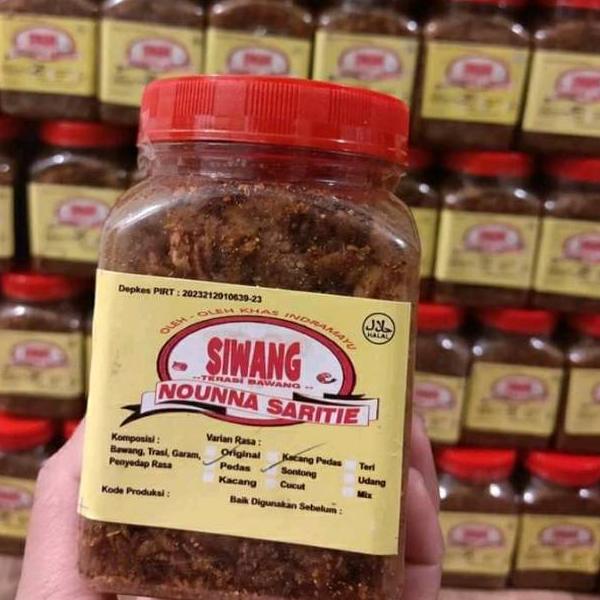 Depkes PIRT : 2023212010639-23
OLEH - OLEH KHAS INDRAMAYU
حلال
HALAL
SIWANG
-- TERASI BAWANG --
NOUNNA SARITIE
Komposisi :
Bawang, Trasi, Garam,
Penyedap Rasa
Kode Produksi :
Varian Rasa :
Original
Pedas
Kacang
Kacang Pedas
Sontong
Cucut
Teri
Udang
Mix
Baik Digunakan Sebelum :